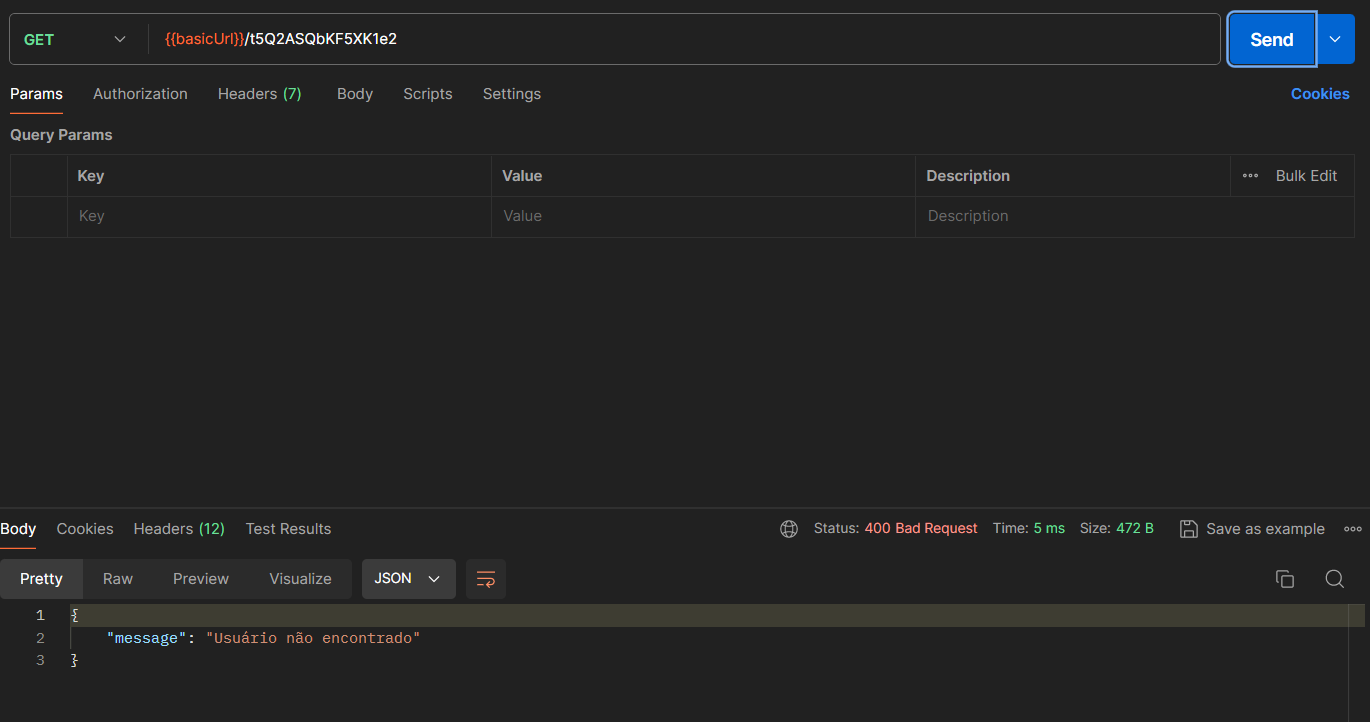 GET {{basicUrl}}/t5Q2ASQbKF5XK1e2 Send
Params Authorization Headers (7) Body Scripts Settings Cookies
Query Params
Key Value Description Bulk Edit
Key Value Description
Body Cookies Headers (12) Test Results Status: 400 Bad Request Time: 5 ms Size: 472 B Save as example
Pretty Raw Preview Visualize JSON
1 {
2 "message": "Usuário não encontrado"
3 }